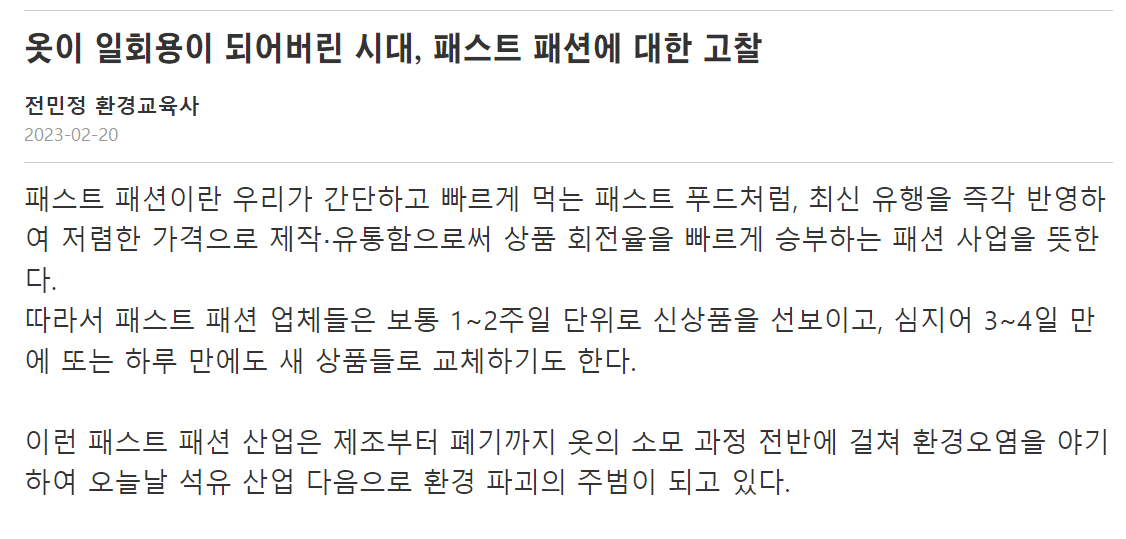 옷이 일회용이 되어버린 시대, 패스트 패션에 대한 고찰
전민정 환경교육사
2023-02-20
패스트 패션이란 우리가 간단하고 빠르게 먹는 패스트 푸드처럼, 최신 유행을 즉각 반영하
여 저렴한 가격으로 제작·유통함으로써 상품 회전율을 빠르게 승부하는 패션 사업을 뜻한
다.
따라서 패스트 패션 업체들은 보통 1~2주일 단위로 신상품을 선보이고, 심지어 3~4일 만
에 또는 하루 만에도 새 상품들로 교체하기도 한다.
이런 패스트 패션 산업은 제조부터 폐기까지 옷의 소모 과정 전반에 걸쳐 환경오염을 야기
하여 오늘날 석유 산업 다음으로 환경 파괴의 주범이 되고 있다.